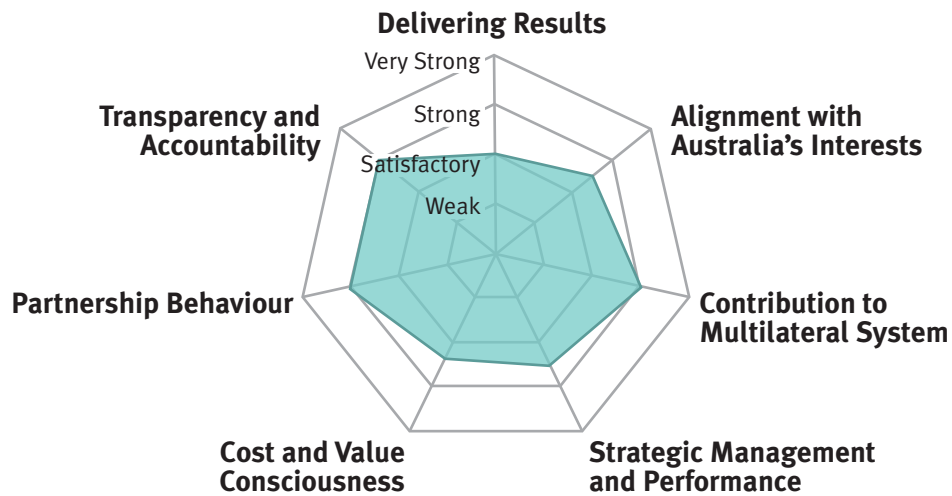 Delivering Results
Very Strong
Strong
Satisfactory
Weak
Transparency and
Accountability
Alignment with
Australia’s Interests
Partnership Behaviour
Contribution to
Multilateral System
Cost and Value
Consciousness
Strategic Management
and Performance